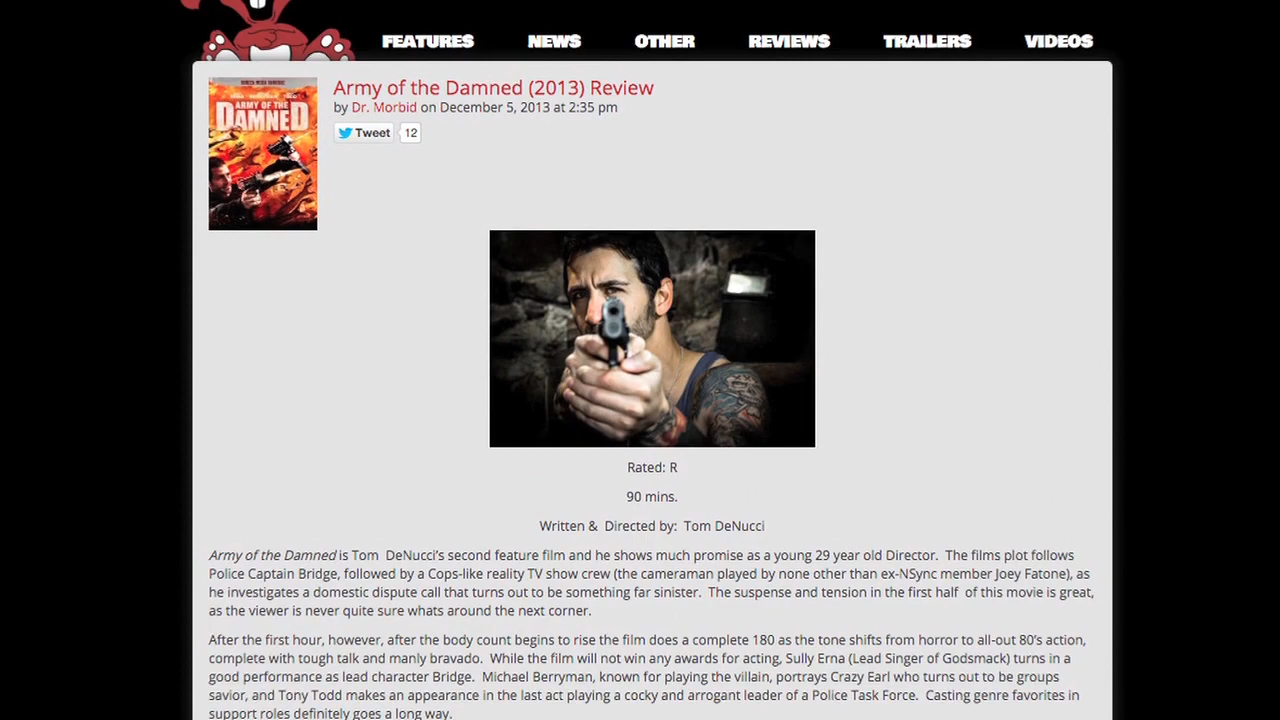 FEATURES NEWS OTHER REVIEWS TRAILERS VIDEOS
ARMY OF THE
DAMNED
Army of the Damned (2013) Review
by Dr. Morbid on December 5, 2013 at 2:35 pm
Tweet 12
Rated: R
90 mins.
Written & Directed by: Tom DeNucci
Army of the Damned is Tom DeNucci's second feature film and he shows much promise as a young 29 year old Director. The films plot follows
Police Captain Bridge, followed by a Cops-like reality TV show crew (the cameraman played by none other than ex-NSync member Joey Fatone), as
he investigates a domestic dispute call that turns out to be something far sinister. The suspense and tension in the first half of this movie is great,
as the viewer is never quite sure whats around the next corner.
After the first hour, however, after the body count begins to rise the film does a complete 180 as the tone shifts from horror to all-out 80's action,
complete with tough talk and manly bravado. While the film will not win any awards for acting, Sully Erna (Lead Singer of Godsmack) turns in a
good performance as lead character Bridge. Michael Berryman, known for playing the villain, portrays Crazy Earl who turns out to be groups
savior, and Tony Todd makes an appearance in the last act playing a cocky and arrogant leader of a Police Task Force. Casting genre favorites in
support roles definitely goes a long way.